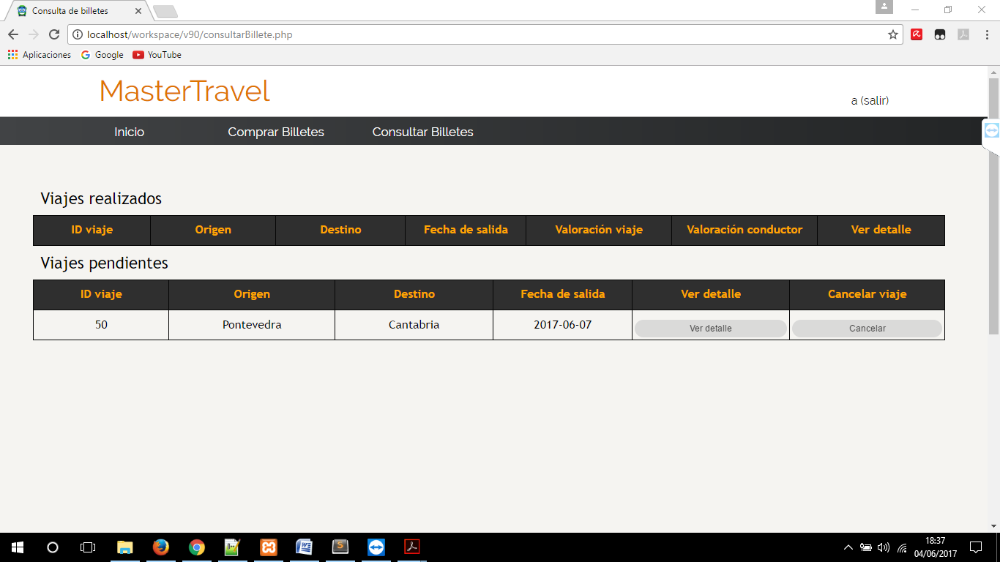 Consulta de billetes
localhost/workspace/v90/consultarBillete.php
Aplicaciones Google YouTube
MasterTravel
a (salir)
Inicio Comprar Billetes Consultar Billetes
Viajes realizados
ID viaje Origen Destino Fecha de salida Valoración viaje Valoración conductor Ver detalle
Viajes pendientes
ID viaje Origen Destino Fecha de salida Ver detalle Cancelar viaje
50 Pontevedra Cantabria 2017-06-07 Ver detalle Cancelar
18:37
04/06/2017